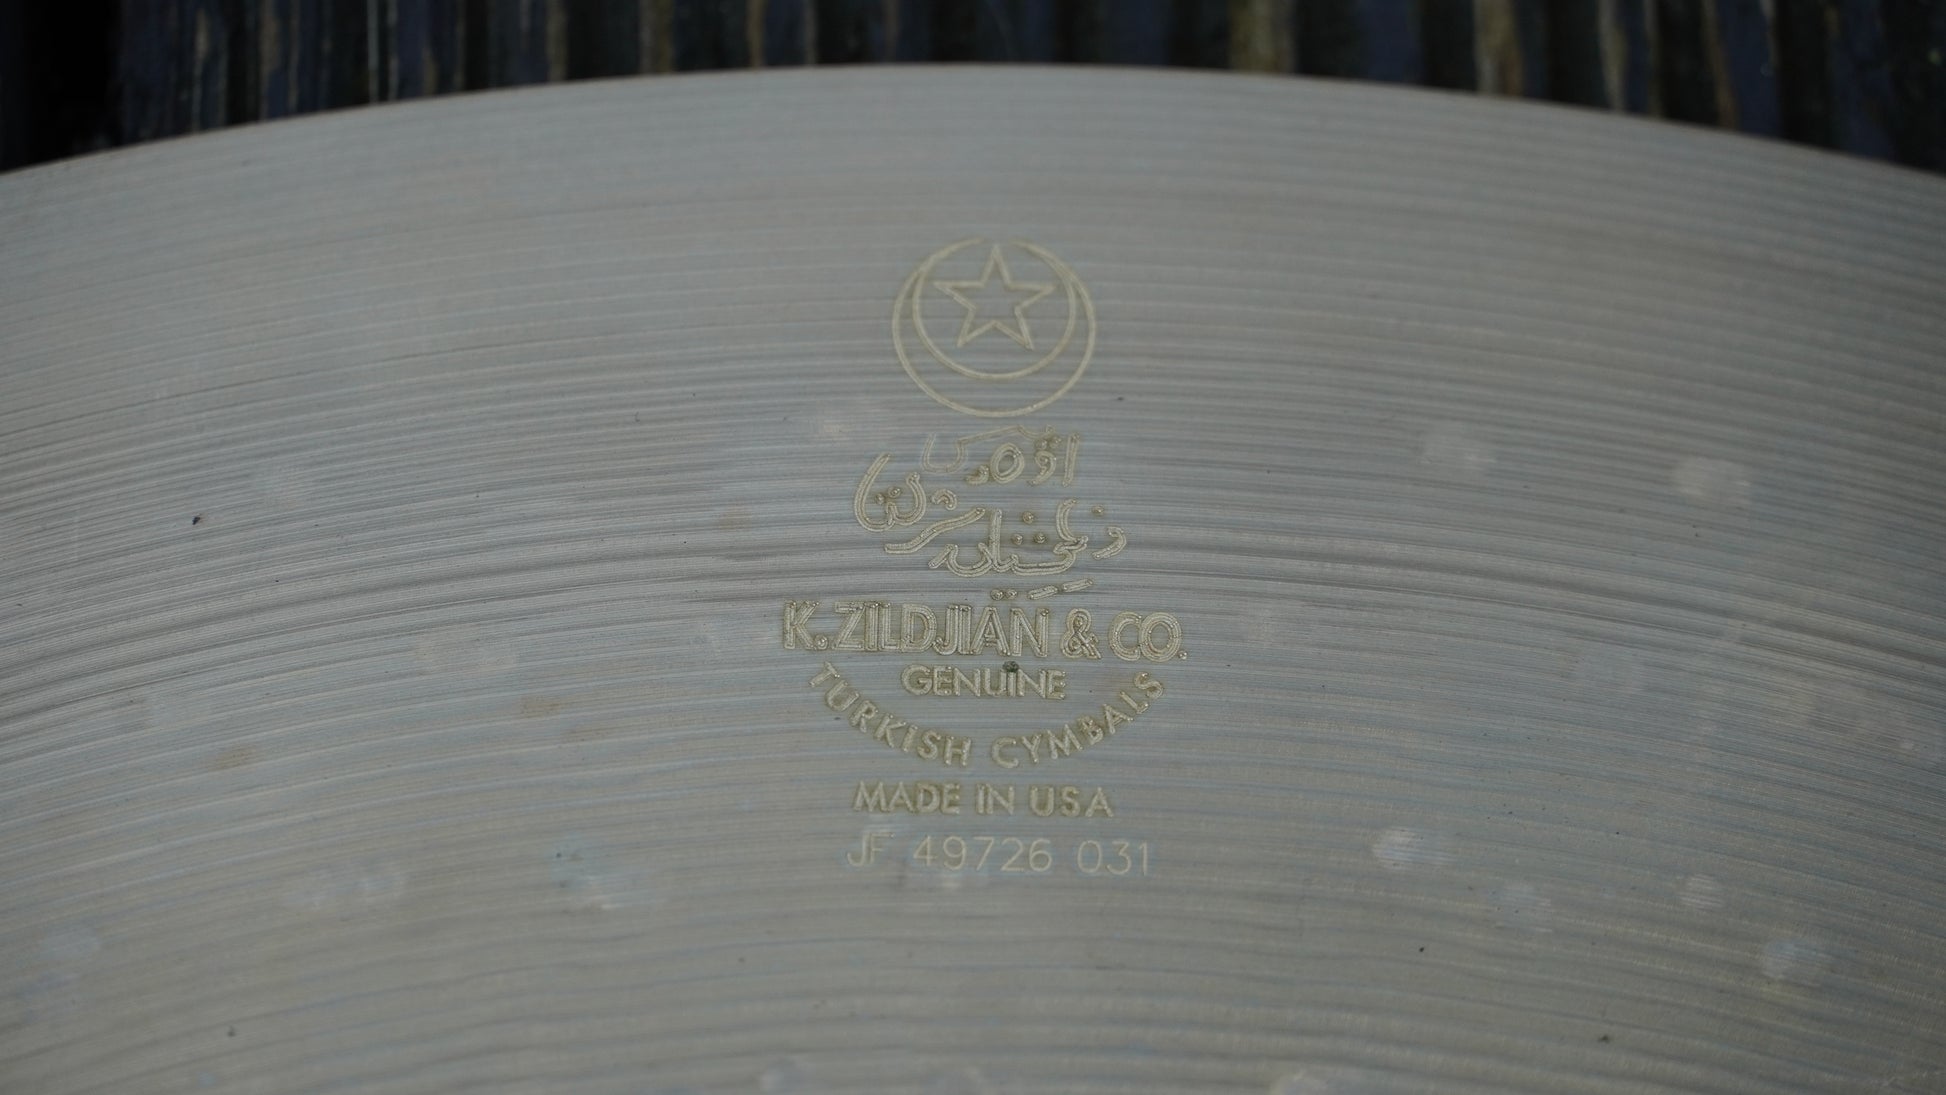 K. ZILDJIAN & CO.
GENUINE
TURKISH CYMBALS
MADE IN USA
JF 49726 031